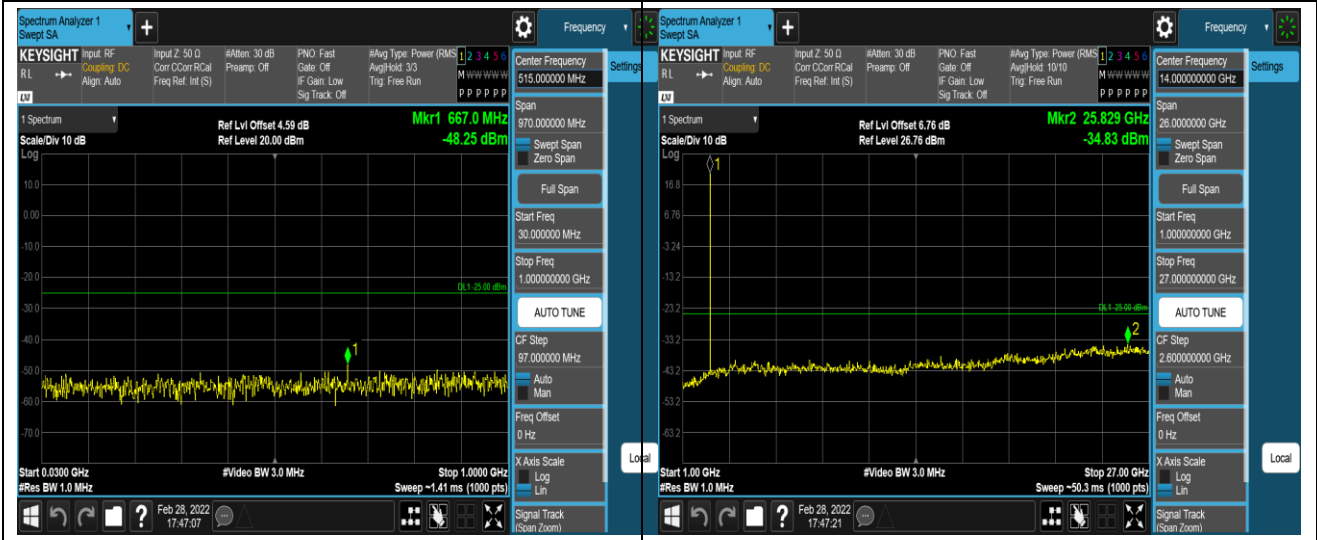 Spectrum Analyzer 1
Swept SA
+
Frequency
KEYSIGHT
Input: RF
Coupling: DC
Align: Auto
Input Z: 50 Ω
Corr CCorr RCal
Freq Ref: Int (S)
#Atten: 30 dB
Preamp: Off
PNO: Fast
Gate: Off
IF Gain: Low
Sig Track: Off
#Avg Type: Power (RMS
Avg|Hold: 3/3
Trig: Free Run
1 2 3 4 5 6
M W W W W W
P P P P P P
RL
LXI
1 Spectrum
Scale/Div 10 dB
Log
Ref Lvl Offset 4.59 dB
Ref Level 20.00 dBm
Mkr1 667.0 MHz
-48.25 dBm
10.0
0.00
-10.0
-20.0
DL1 -25.00 dBm
-30.0
-40.0
1
-50.0
-60.0
-70.0
Start 0.0300 GHz
#Res BW 1.0 MHz
#Video BW 3.0 MHz
Stop 1.0000 GHz
Sweep ~1.41 ms (1000 pts)
Center Frequency
515.000000 MHz
Settings
Span
970.000000 MHz
Swept Span
Zero Span
Full Span
Start Freq
30.000000 MHz
Stop Freq
1.000000000 GHz
AUTO TUNE
CF Step
97.000000 MHz
Auto
Man
Freq Offset
0 Hz
X Axis Scale
Log
Lin
Local
Signal Track
(Span Zoom)
?
Feb 28, 2022
17:47:07
Spectrum Analyzer 1
Swept SA
+
Frequency
KEYSIGHT
Input: RF
Coupling: DC
Align: Auto
Input Z: 50 Ω
Corr CCorr RCal
Freq Ref: Int (S)
#Atten: 30 dB
Preamp: Off
PNO: Fast
Gate: Off
IF Gain: Low
Sig Track: Off
#Avg Type: Power (RMS
Avg|Hold: 10/10
Trig: Free Run
1 2 3 4 5 6
M W W W W W
P P P P P P
RL
LXI
1 Spectrum
Scale/Div 10 dB
Log
Ref Lvl Offset 6.76 dB
Ref Level 26.76 dBm
Mkr2 25.829 GHz
-34.83 dBm
1
16.8
6.76
-3.24
-13.2
-23.2
DL1 -25.00 dBm
2
-33.2
-43.2
-53.2
-63.2
Start 1.00 GHz
#Res BW 1.0 MHz
#Video BW 3.0 MHz
Stop 27.00 GHz
Sweep ~50.3 ms (1000 pts)
Center Frequency
14.000000000 GHz
Settings
Span
26.0000000 GHz
Swept Span
Zero Span
Full Span
Start Freq
1.000000000 GHz
Stop Freq
27.000000000 GHz
AUTO TUNE
CF Step
2.600000000 GHz
Auto
Man
Freq Offset
0 Hz
X Axis Scale
Log
Lin
Local
Signal Track
(Span Zoom)
?
Feb 28, 2022
17:47:21